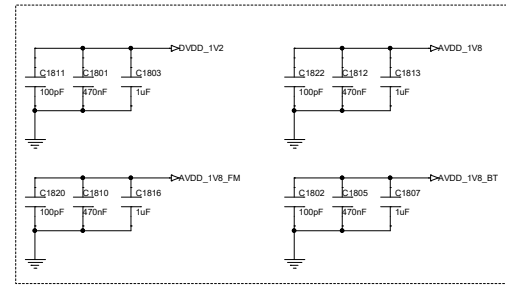 DVDD_1V2
AVDD_1V8
C1811 C1801 C1803
C1822 C1812 C1813
100pF 470nF 1uF
100pF 470nF 1uF
AVDD_1V8_FM
AVDD_1V8_BT
C1820 C1810 C1816
C1802 C1805 C1807
100pF 470nF 1uF
100pF 470nF 1uF